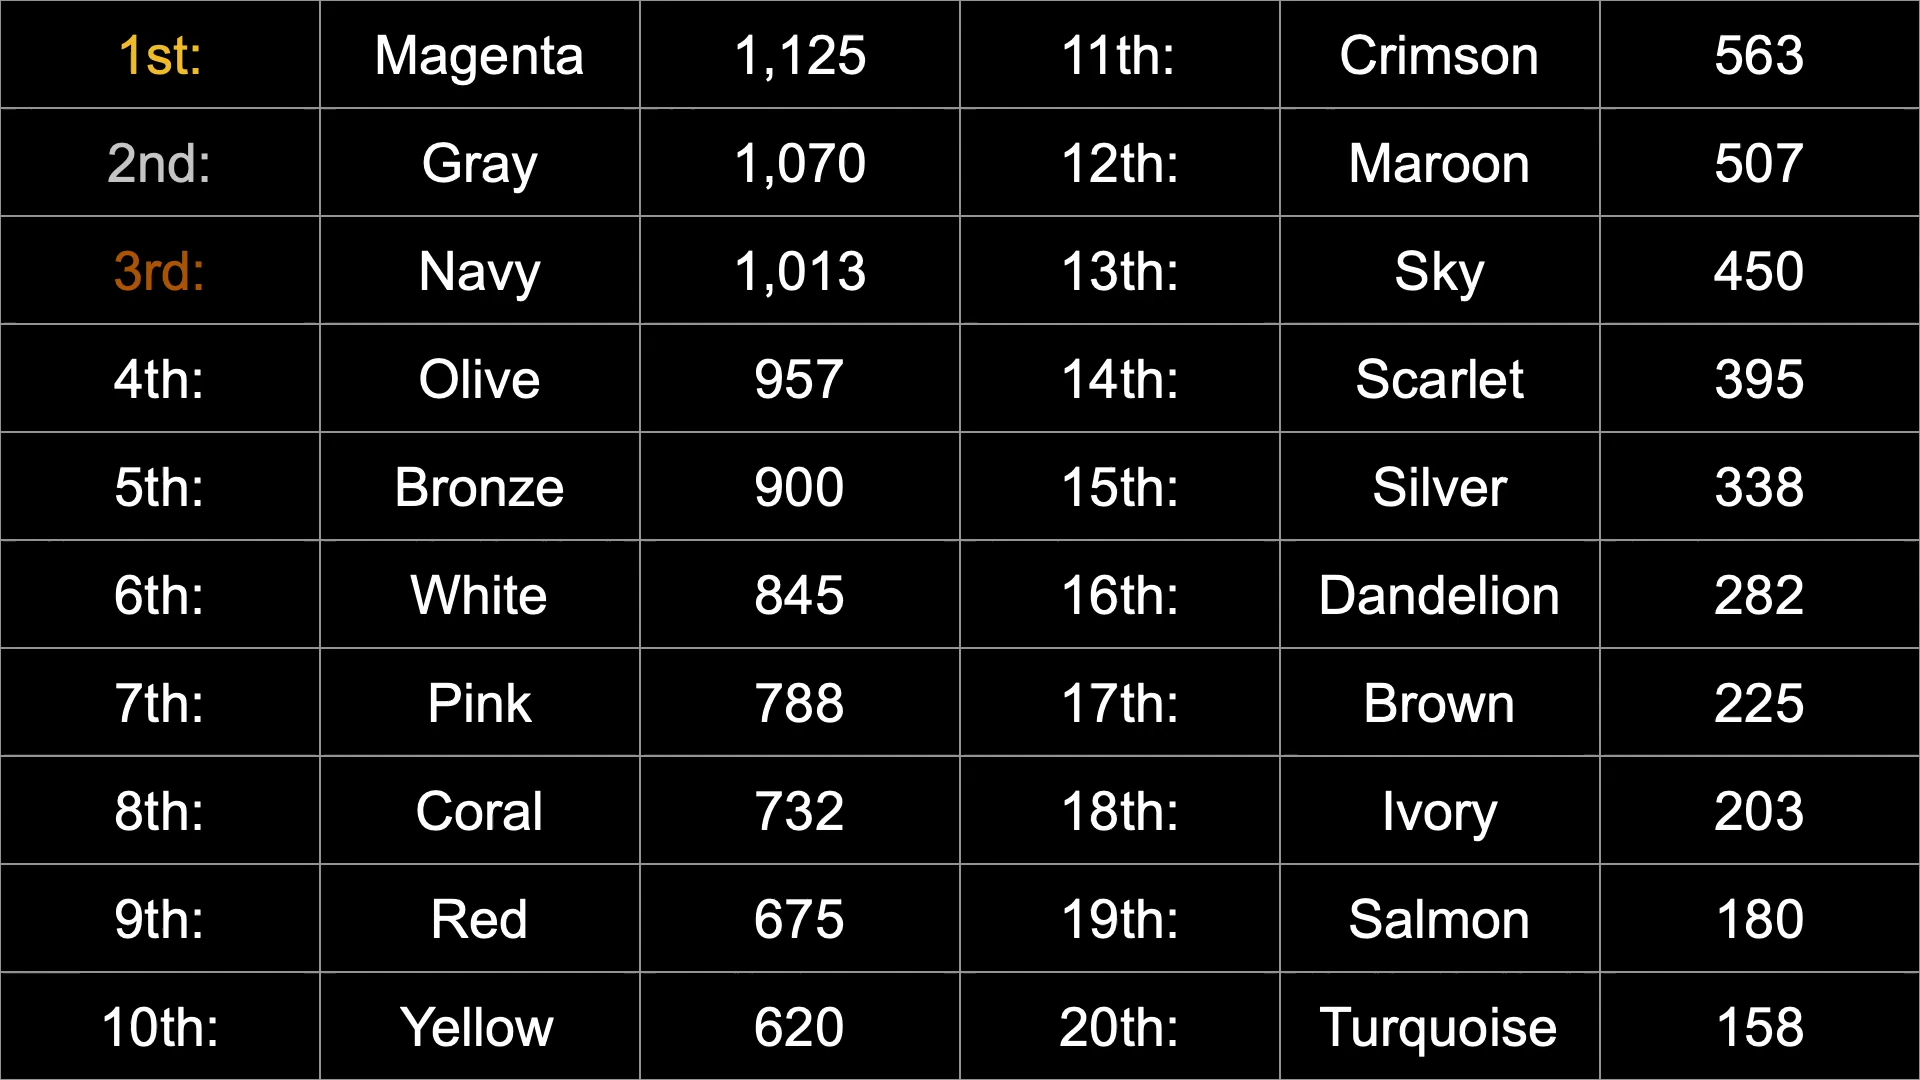 1st: Magenta 1,125 11th: Crimson 563
2nd: Gray 1,070 12th: Maroon 507
3rd: Navy 1,013 13th: Sky 450
4th: Olive 957 14th: Scarlet 395
5th: Bronze 900 15th: Silver 338
6th: White 845 16th: Dandelion 282
7th: Pink 788 17th: Brown 225
8th: Coral 732 18th: Ivory 203
9th: Red 675 19th: Salmon 180
10th: Yellow 620 20th: Turquoise 158